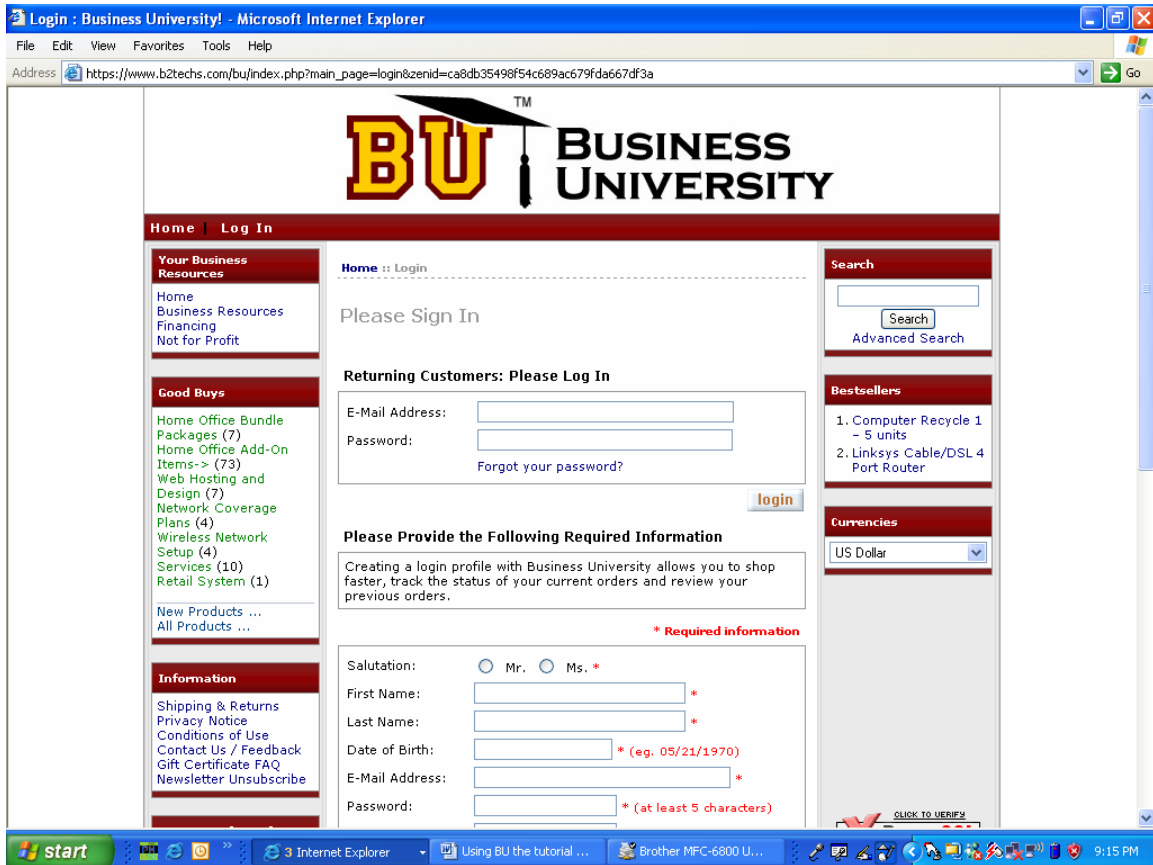 Login : Business University! - Microsoft Internet Explorer
File Edit View Favorites Tools Help
Address https://www.b2techs.com/bu/index.php?main_page=login&zenid=ca8db35498f54c689ac679fda667df3a Go
BU TM BUSINESS
UNIVERSITY
Home | Log In
Your Business
Resources
Home
Business Resources
Financing
Not for Profit
Good Buys
Home Office Bundle
Packages (7)
Home Office Add-On
Items-> (73)
Web Hosting and
Design (7)
Network Coverage
Plans (4)
Wireless Network
Setup (4)
Services (10)
Retail System (1)
New Products ...
All Products ...
Information
Shipping & Returns
Privacy Notice
Conditions of Use
Contact Us / Feedback
Gift Certificate FAQ
Newsletter Unsubscribe
Home :: Login
Please Sign In
Returning Customers: Please Log In
E-Mail Address:
Password:
Forgot your password?
login
Please Provide the Following Required Information
Creating a login profile with Business University allows you to shop
faster, track the status of your current orders and review your
previous orders.
* Required information
Salutation: Mr. Ms. *
First Name: *
Last Name: *
Date of Birth: * (eg. 05/21/1970)
E-Mail Address: *
Password: * (at least 5 characters)
Search
Search
Advanced Search
Bestsellers
1. Computer Recycle 1
– 5 units
2. Linksys Cable/DSL 4
Port Router
Currencies
US Dollar
CLICK TO VERIFY
start 3 Internet Explorer Using BU the tutorial ... Brother MFC-6800 U... 9:15 PM